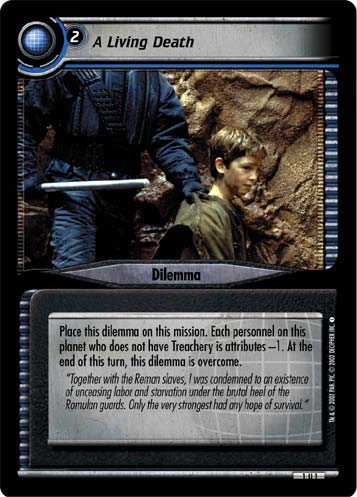 2
A Living Death
Dilemma
Place this dilemma on this mission. Each personnel on this
planet who does not have Treachery is attributes –1. At the
end of this turn, this dilemma is overcome.
“Together with the Reman slaves, I was condemned to an existence
of unceasing labor and starvation under the brutal heel of the
Romulan guards. Only the very strongest had any hope of survival.”
TM & © 2002 PAR. PIC. © 2002 DECIPHER INC.
1 U 1